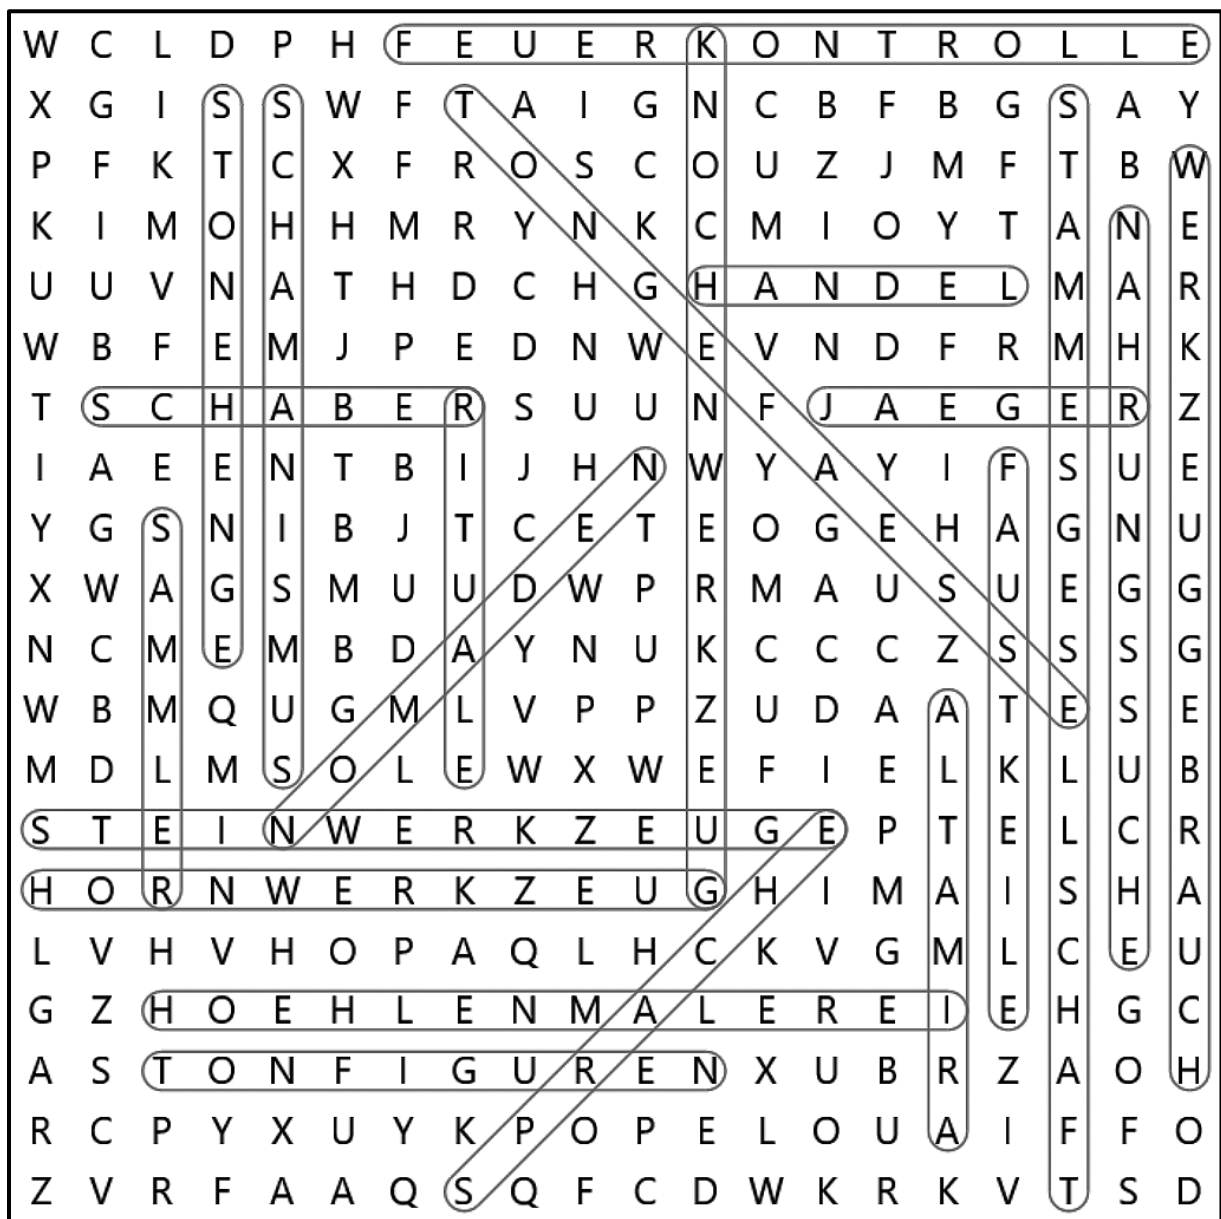 W C L D P H F E U E R K O N T R O L L E
X G I S S W F T A I G N C B F B G S A Y
P F K T C X F R O S C O U Z J M F T B W
K I M O H H M R Y N K C M I O Y T A N E
U U V N A T H D C H G H A N D E L M A R
W B F E M J P E D N W E V N D F R M H K
T S C H A B E R S U U N F J A E G E R Z
I A E E N T B I J H N W Y A Y I F S U E
Y G S N I B J T C E T E O G E H A G N U
X W A G S M U U D W P R M A U S U E G G
N C M E M B D A Y N U K C C C Z S S S G
W B M Q U G M L V P P Z U D A A T E S E
M D L M S O L E W X W E F I E L K L U B
S T E I N W E R K Z E U G E P T E L C R
H O R N W E R K Z E U G H I M A I S H A
L V H V H O P A Q L H C K V G M L C E U
G Z H O E H L E N M A L E R E I E H G C
A S T O N F I G U R E N X U B R Z A O H
R C P Y X U Y K P O P E L O U A I F F O
Z V R F A A Q S Q F C D W K R K V T S D